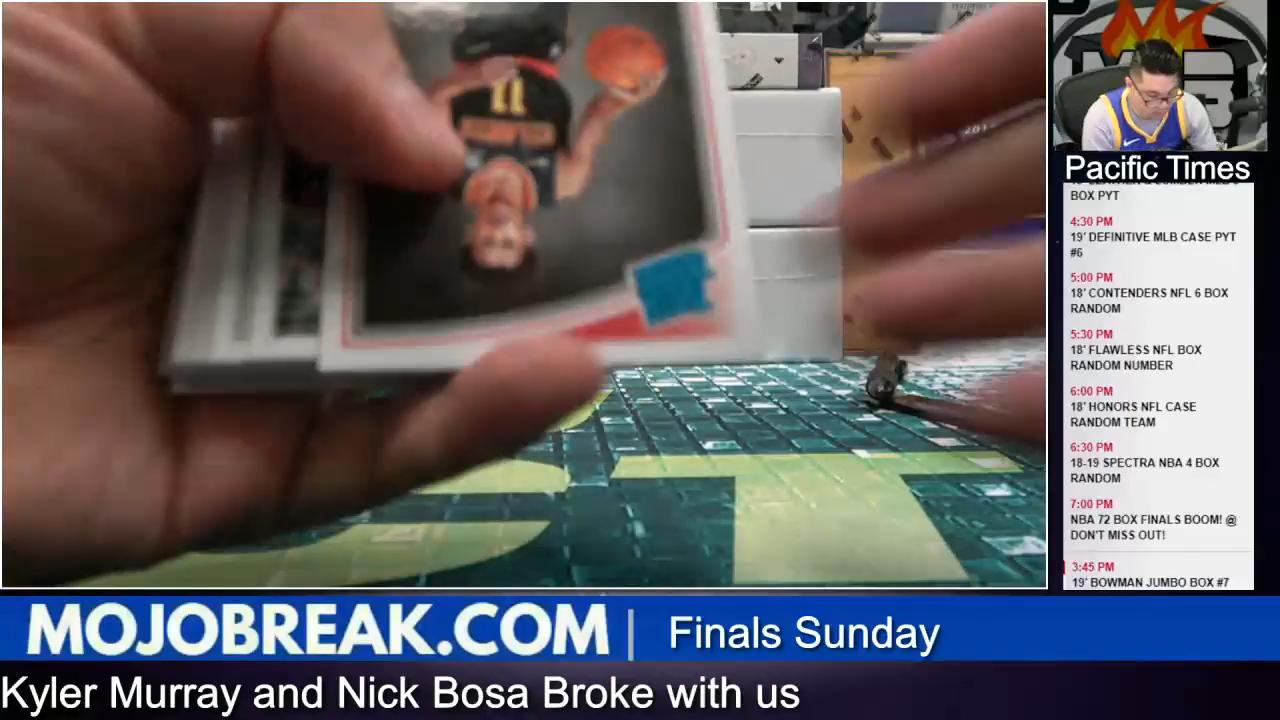 11
Pacific Times
BOX PYT
4:30 PM
19' DEFINITIVE MLB CASE PYT
#6
5:00 PM
18' CONTENDERS NFL 6 BOX
RANDOM
5:30 PM
18' FLAWLESS NFL BOX
RANDOM NUMBER
6:00 PM
18' HONORS NFL CASE
RANDOM TEAM
6:30 PM
18-19 SPECTRA NBA 4 BOX
RANDOM
7:00 PM
NBA 72 BOX FINALS BOOM! @
DON'T MISS OUT!
3:45 PM
19' BOWMAN JUMBO BOX #7
MOJOBREAK.COM | Finals Sunday
Kyler Murray and Nick Bosa Broke with us